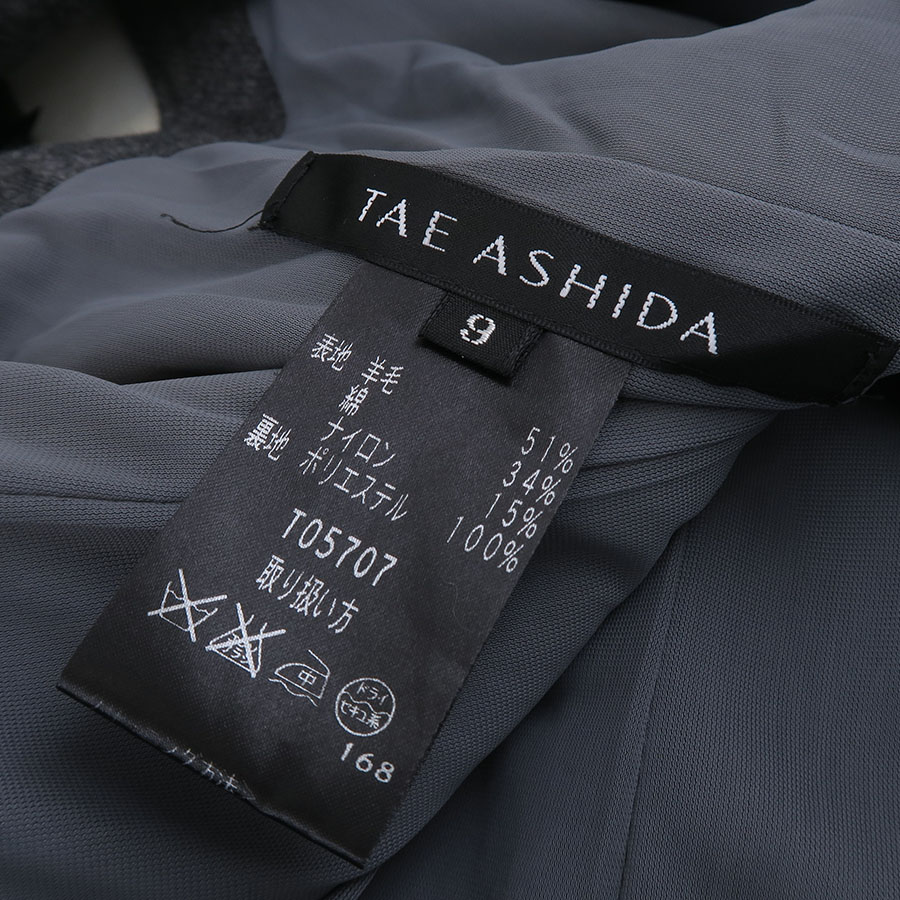 TAE ASHIDA
9
表地 羊毛 51%
綿 34%
ナイロン 15%
裏地 ポリエステル 100%
T05707
取り扱い方
中
ドライ
セキユ系
168